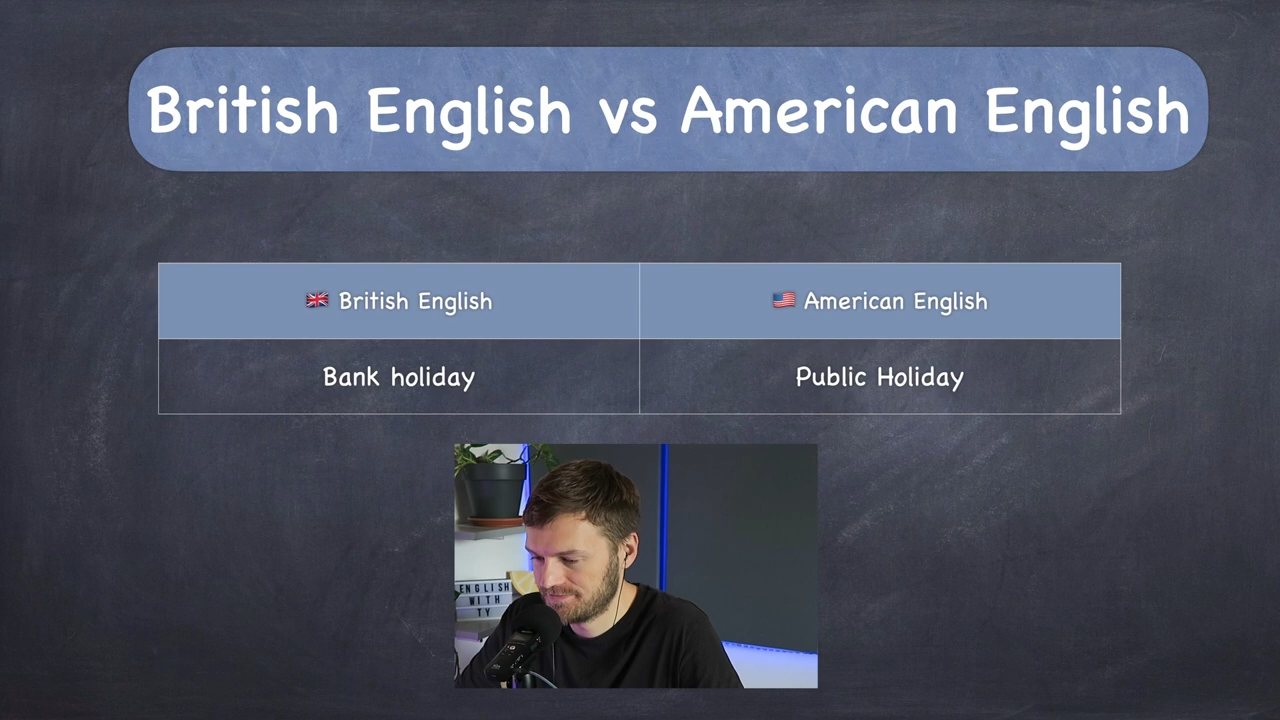 British English vs American English
🇬🇧 British English
🇺🇸 American English
Bank holiday
Public Holiday
ENGLISH
WITH
TY